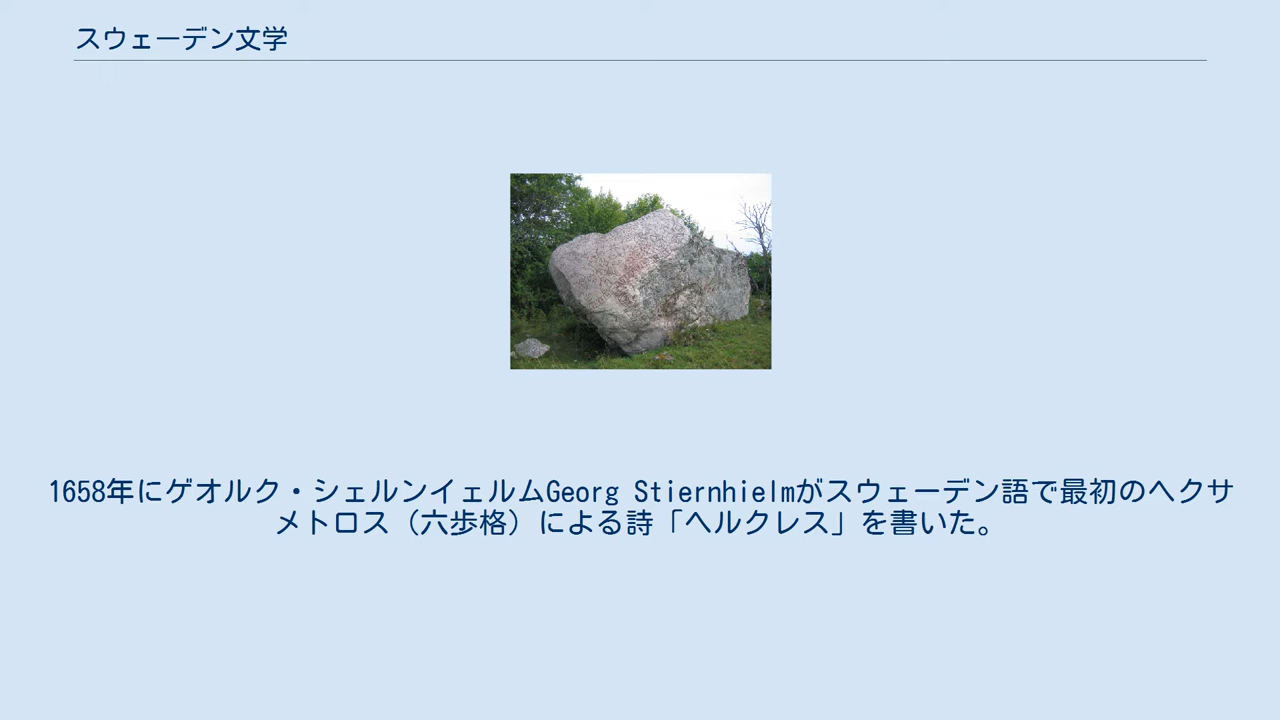 スウェーデン文学
1658年にゲオルク・シェルンイェルムGeorg Stiernhielmがスウェーデン語で最初のヘクサ
メトロス（六歩格）による詩「ヘルクレス」を書いた。